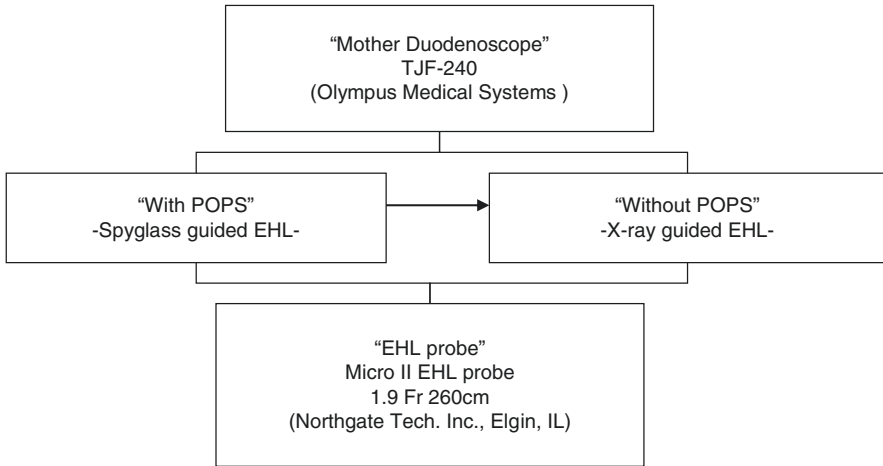 “Mother Duodenoscope”
TJF-240
(Olympus Medical Systems )
“With POPS”
-Spyglass guided EHL-
“Without POPS”
-X-ray guided EHL-
“EHL probe”
Micro II EHL probe
1.9 Fr 260cm
(Northgate Tech. Inc., Elgin, IL)